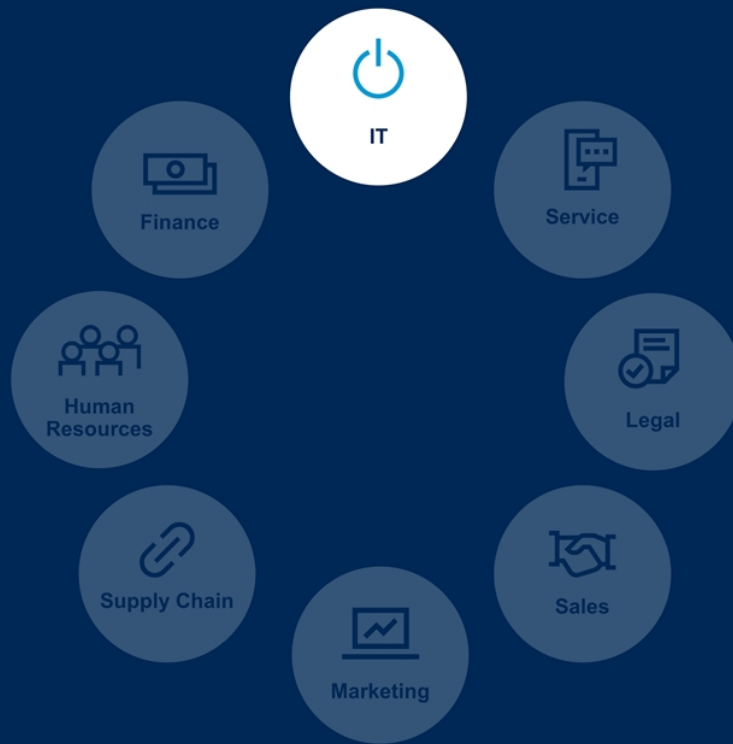 IT
Finance
Service
Human
Resources
Legal
Supply Chain
Sales
Marketing